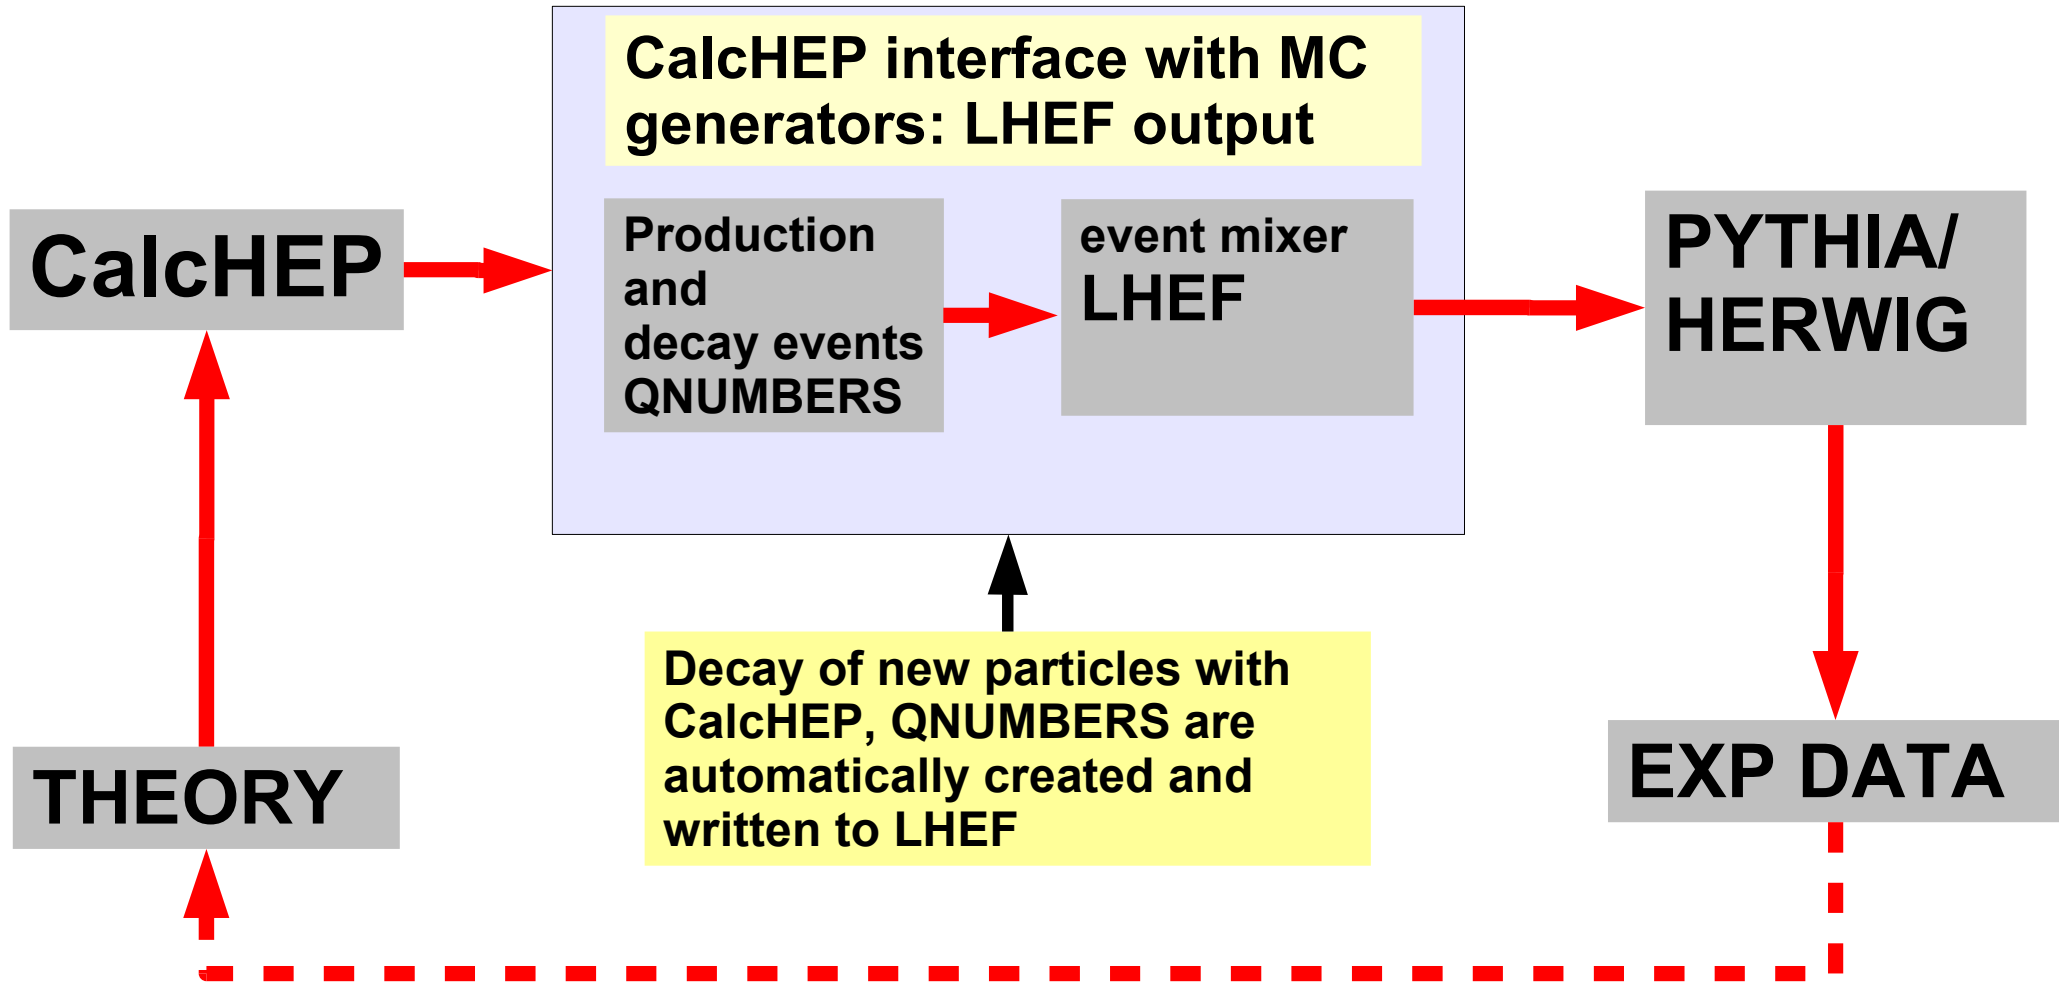 CalcHEP interface with MC
generators: LHEF output
CalcHEP
Production
and
decay events
QNUMBERS
event mixer
LHEF
PYTHIA/
HERWIG
Decay of new particles with
CalcHEP, QNUMBERS are
automatically created and
written to LHEF
THEORY
EXP DATA